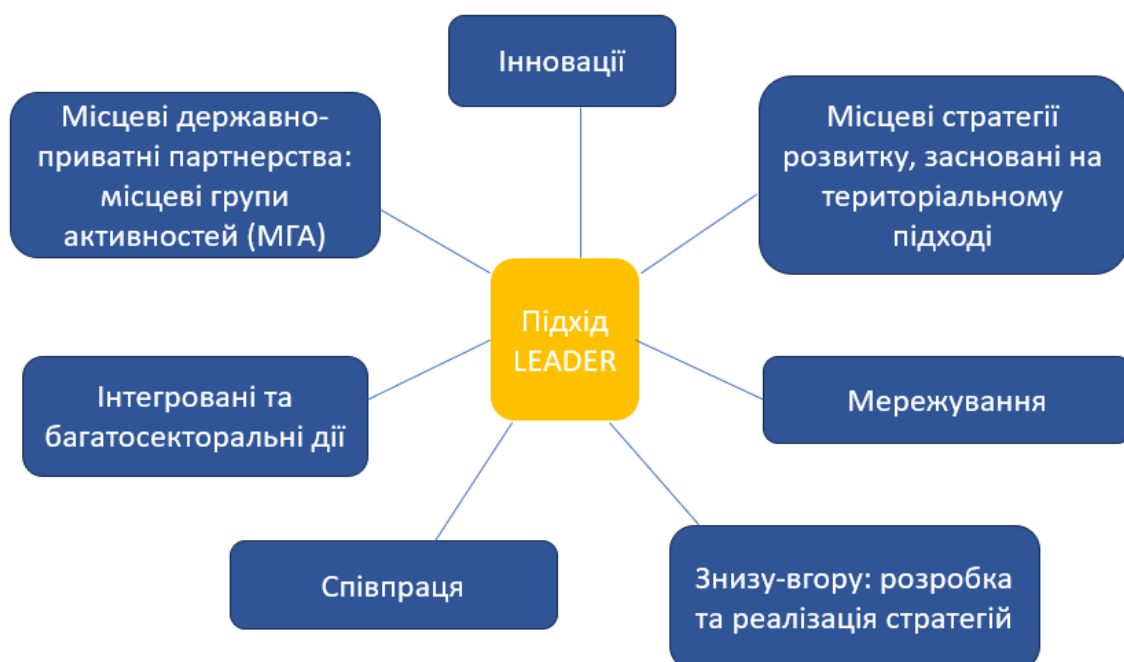 Інновації
Місцеві державно-
приватні партнерства:
місцеві групи
активностей (МГА)
Місцеві стратегії
розвитку, засновані на
територіальному
підході
Підхід
LEADER
Інтегровані та
багатосекторальні дії
Мережування
Співпраця
Знизу-вгору: розробка
та реалізація стратегій